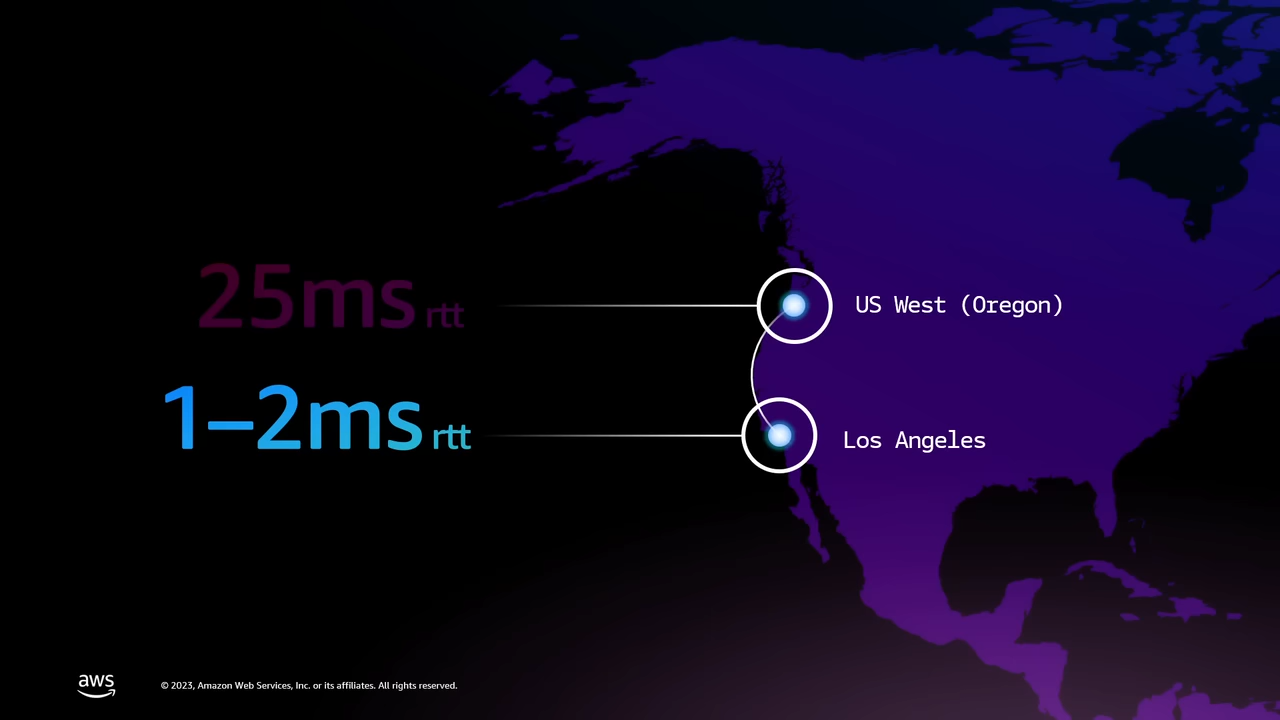 25ms rtt
US West (Oregon)
1–2ms rtt
Los Angeles
aws
© 2023, Amazon Web Services, Inc. or its affiliates. All rights reserved.